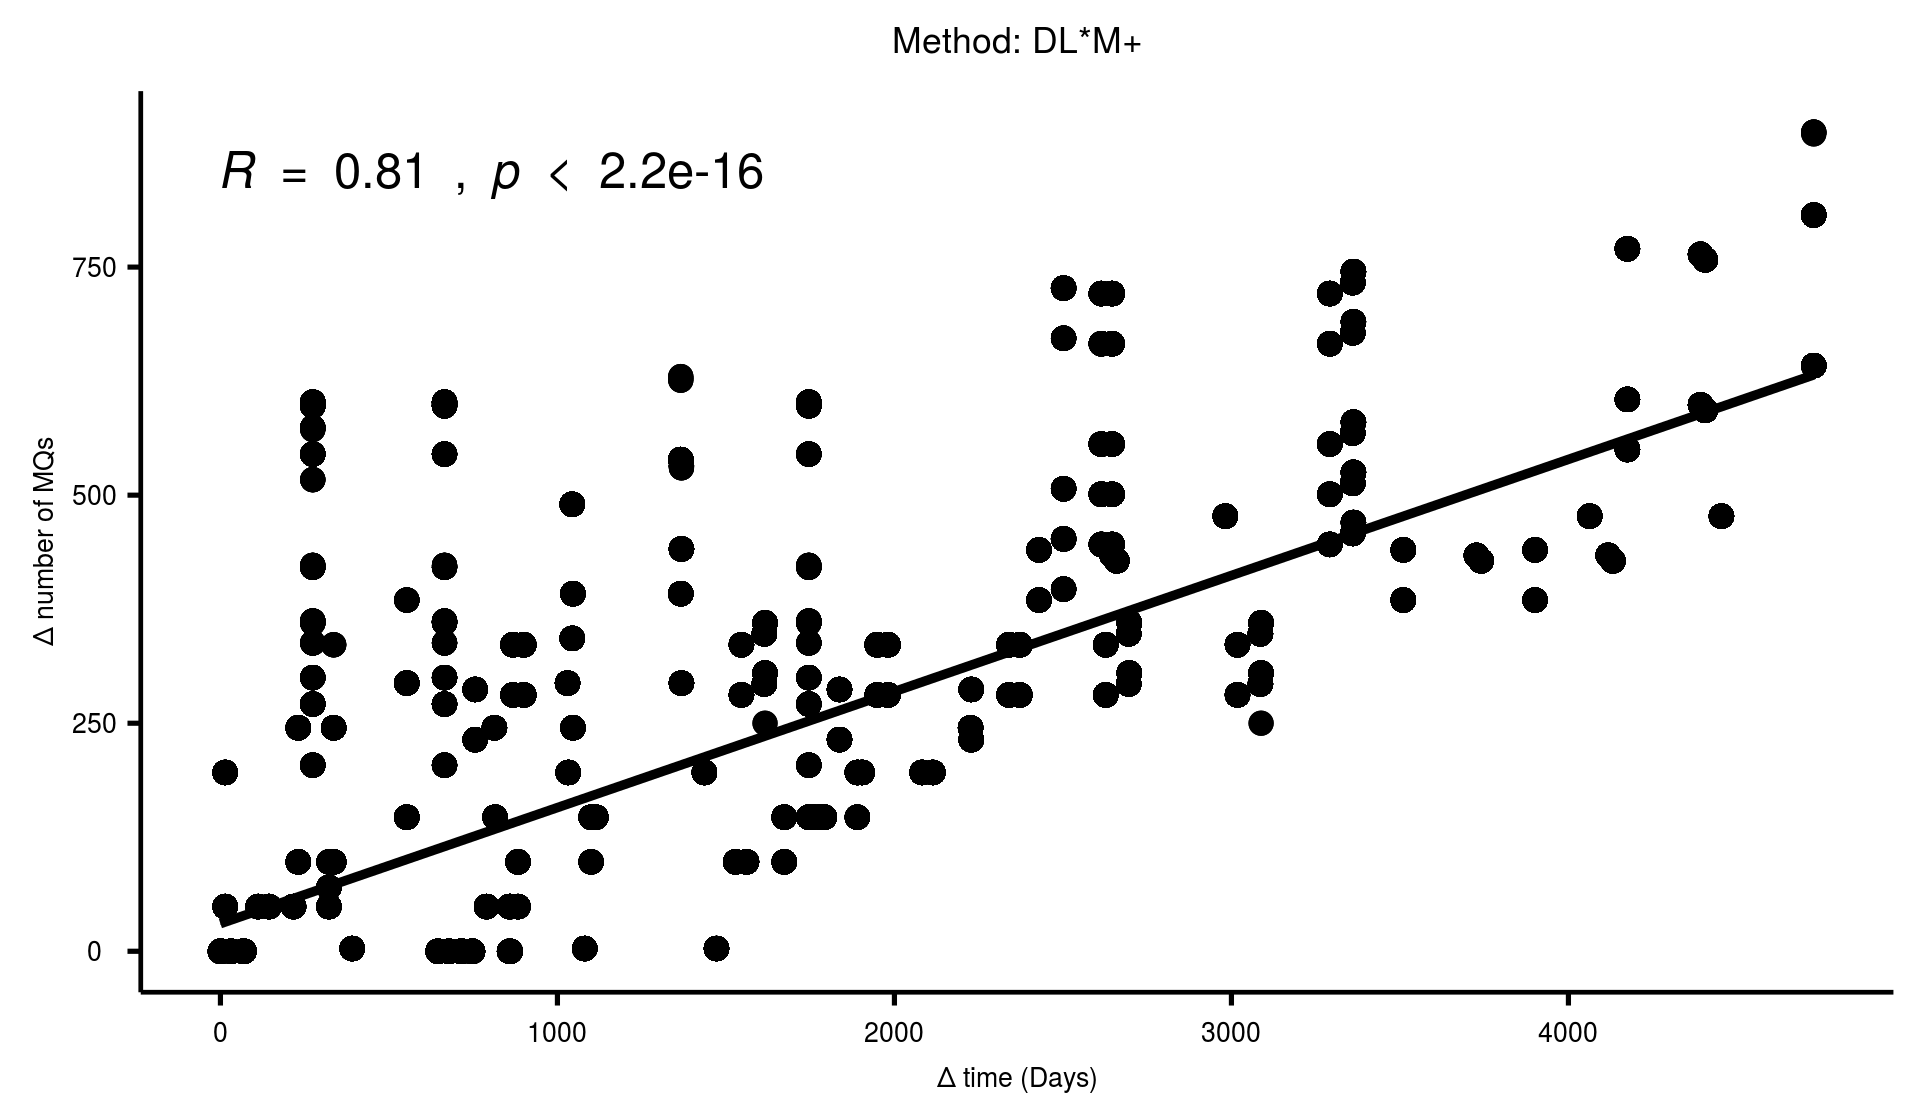 Method: DL*M+
R = 0.81 , p < 2.2e-16
750
500
250
0
Δ number of MQs
0 1000 2000 3000 4000
Δ time (Days)